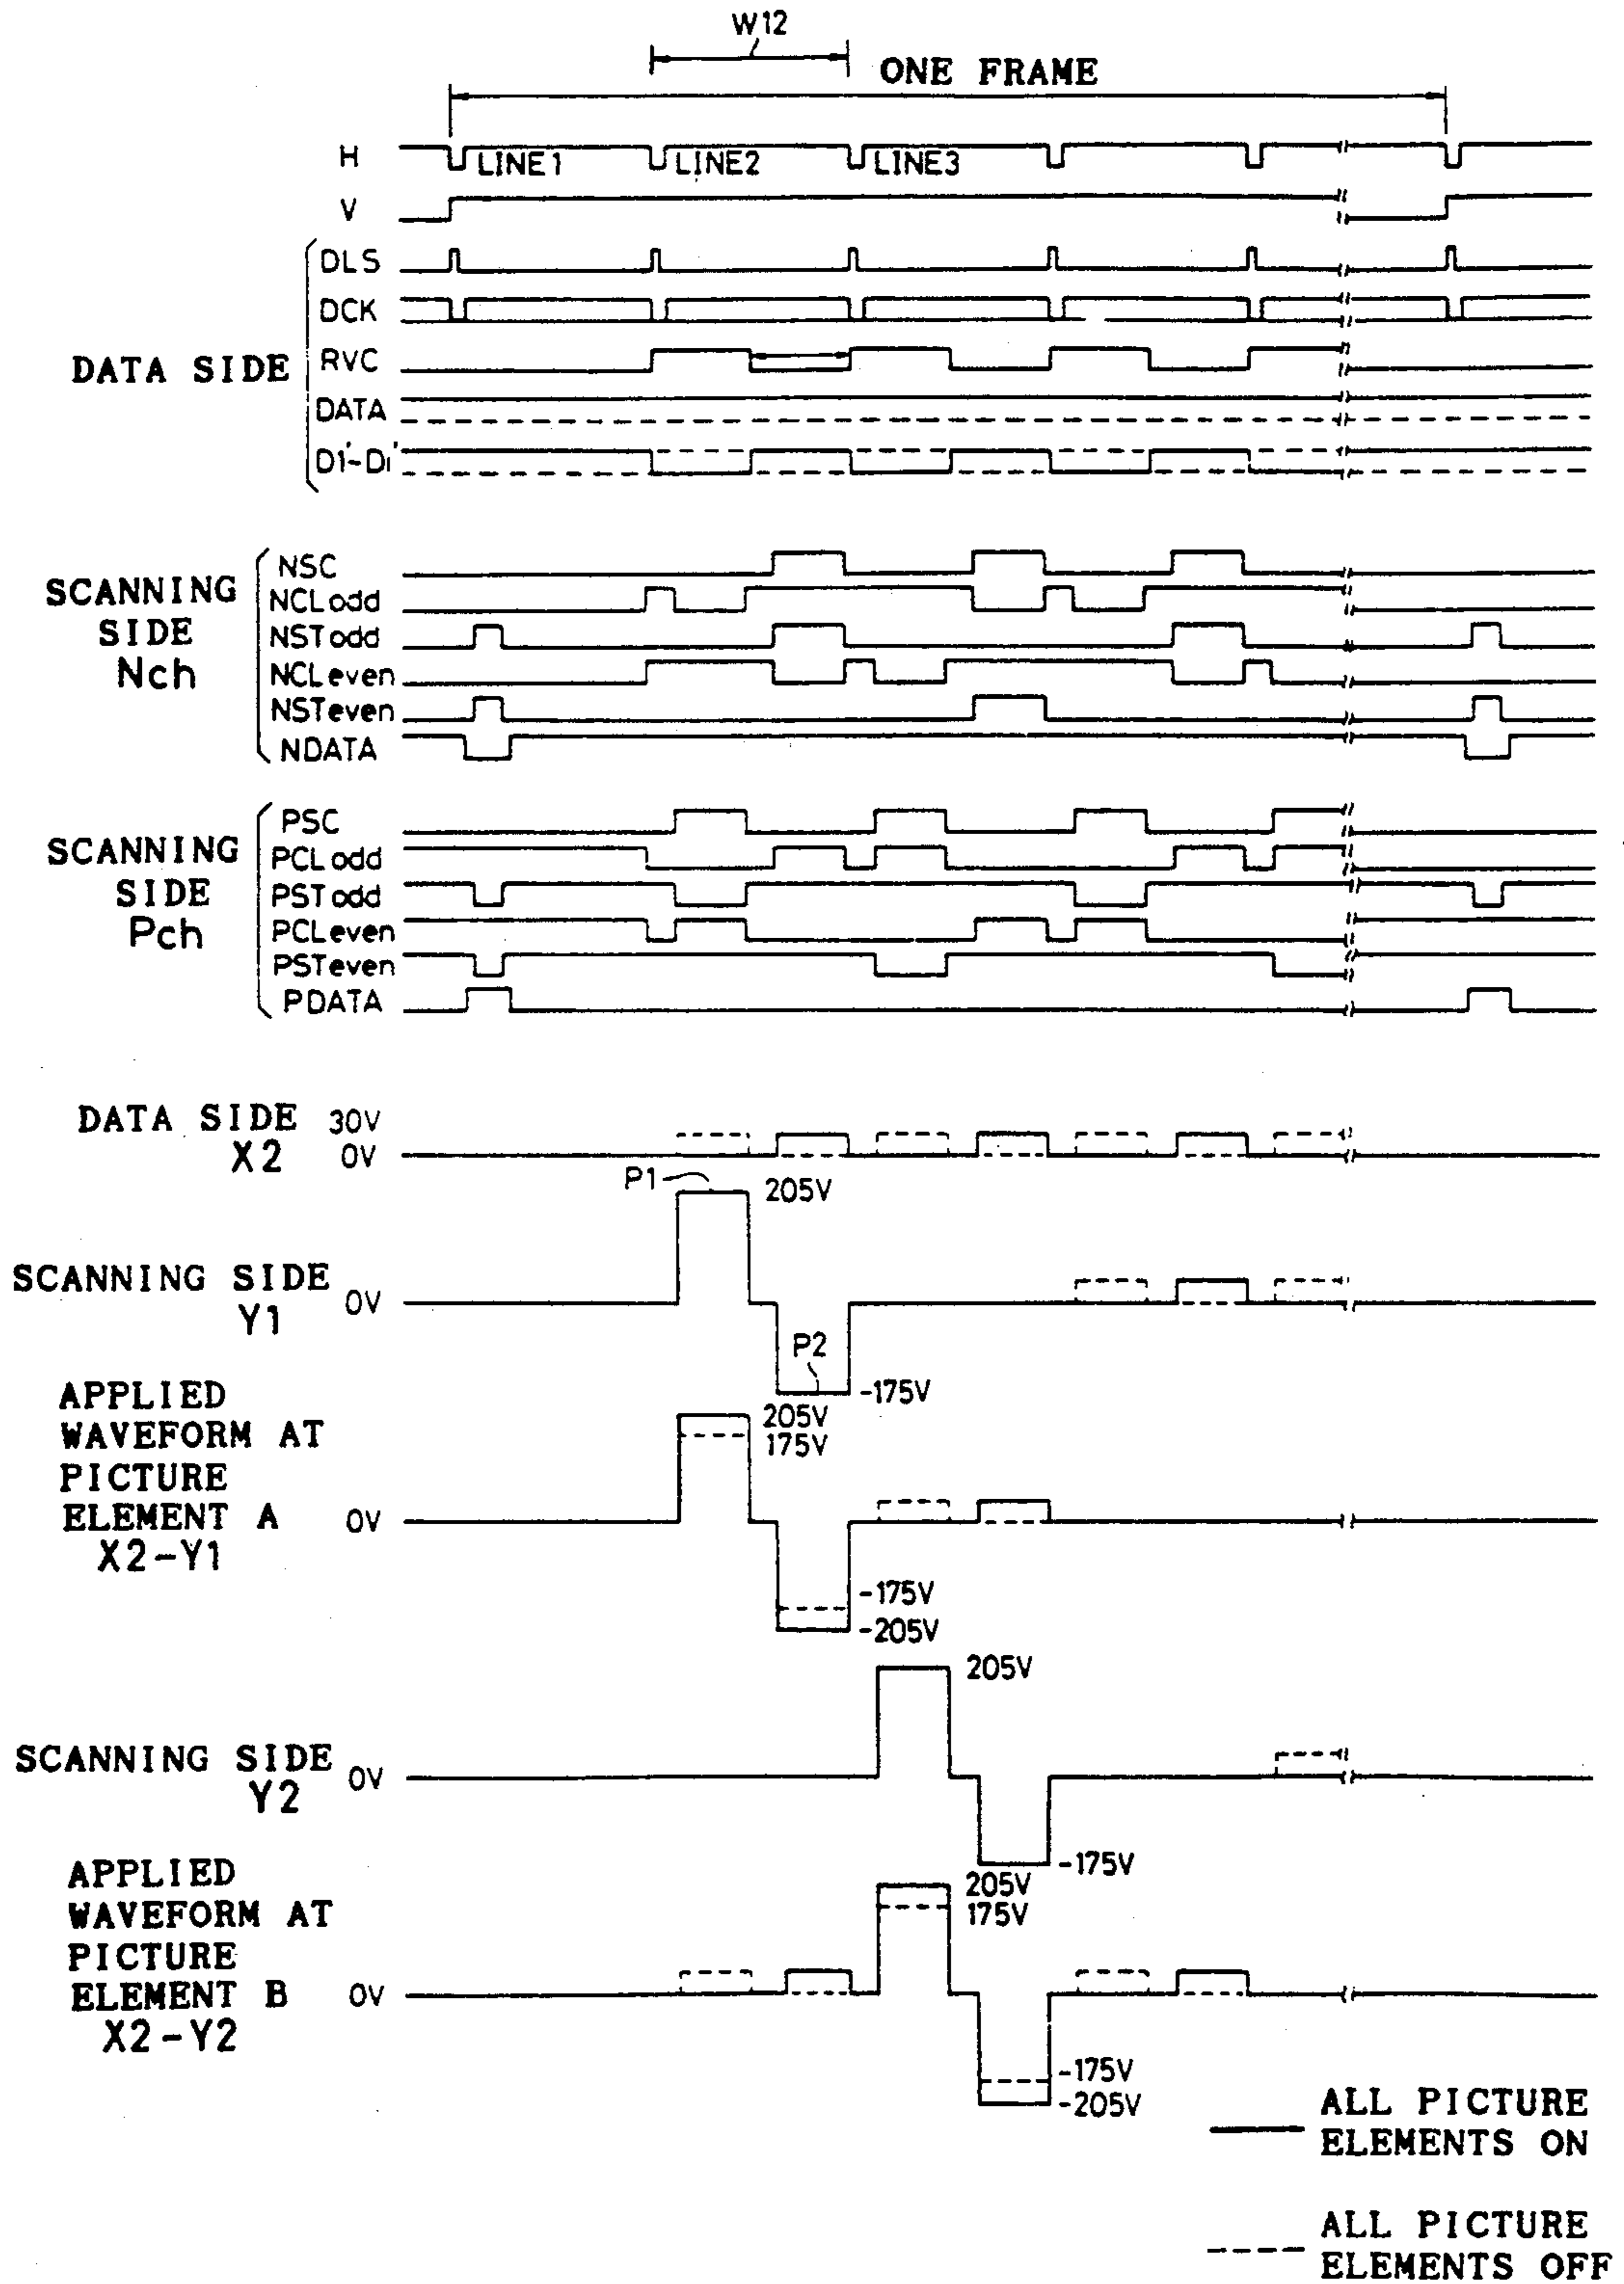 W12
ONE FRAME
H LINE1 LINE2 LINE3
V
DLS
DCK
DATA SIDE RVC
DATA
Di'-Di'
NSC
SCANNING NCLodd
SIDE NSTodd
Nch NCLeven
NSTeven
NDATA
PSC
SCANNING PCLodd
SIDE PSTodd
Pch PCLeven
PSTeven
PDATA
DATA SIDE 30V
X2 0V
P1 205V
SCANNING SIDE
Y1 0V
P2
-175V
APPLIED
WAVEFORM AT
PICTURE
ELEMENT A
X2-Y1
205V
175V
0V
-175V
-205V
205V
SCANNING SIDE
Y2 0V
-175V
APPLIED
WAVEFORM AT
PICTURE
ELEMENT B
X2-Y2
205V
175V
0V
-175V
-205V
ALL PICTURE
ELEMENTS ON
ALL PICTURE
ELEMENTS OFF